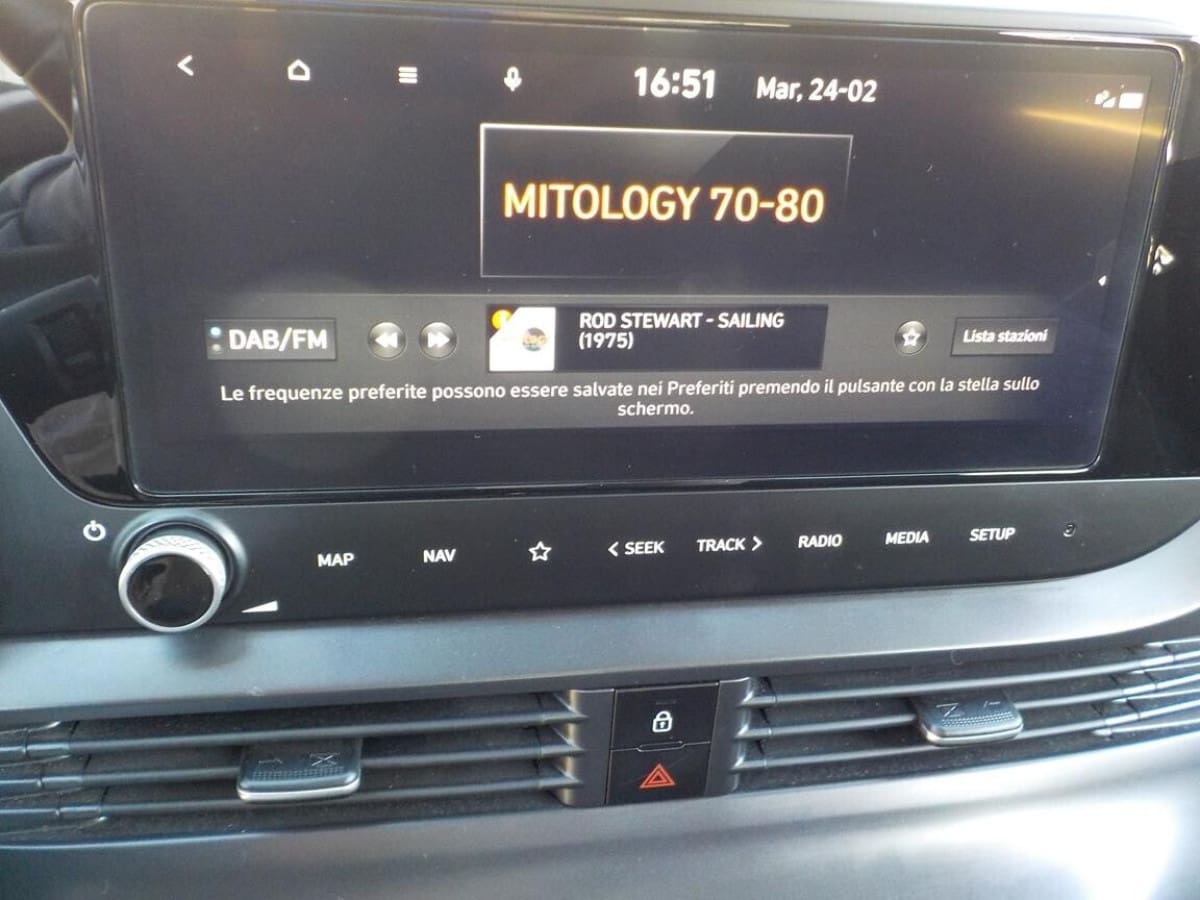 16:51 Mar, 24-02
MITOLOGY 70-80
DAB/FM
ROD STEWART - SAILING
(1975)
Lista stazioni
Le frequenze preferite possono essere salvate nei Preferiti premendo il pulsante con la stella sullo
schermo.
MAP NAV < SEEK TRACK > RADIO MEDIA SETUP